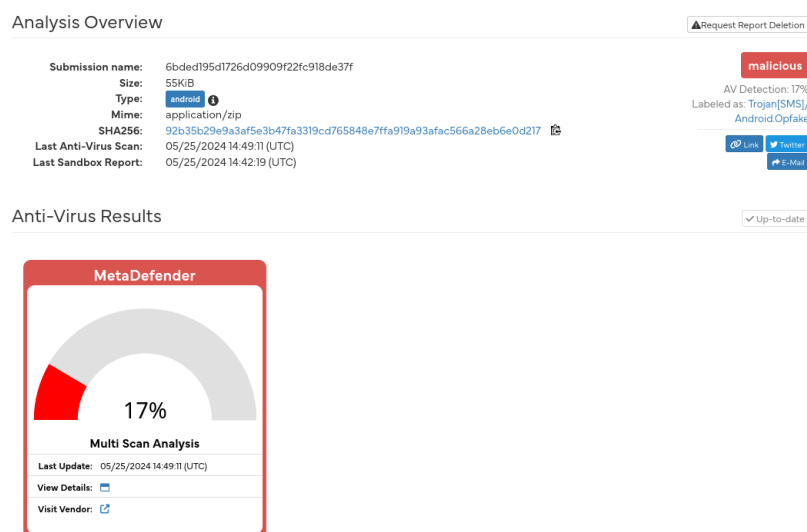 Analysis Overview
Request Report Deletion
Submission name: 6bded195d1726d09909f22fc918de37f
Size: 55KiB
Type: android
Mime: application/zip
SHA256: 92b35b29e9a3af5e3b47fa3319cd765848e7ffa919a93afac566a28eb6e0d217
Last Anti-Virus Scan: 05/25/2024 14:49:11 (UTC)
Last Sandbox Report: 05/25/2024 14:42:19 (UTC)
malicious
AV Detection: 17%
Labeled as: Trojan[SMS]/
Android.Opfake
Link Twitter
E-Mail
Anti-Virus Results
Up-to-date
MetaDefender
17%
Multi Scan Analysis
Last Update: 05/25/2024 14:49:11 (UTC)
View Details:
Visit Vendor: